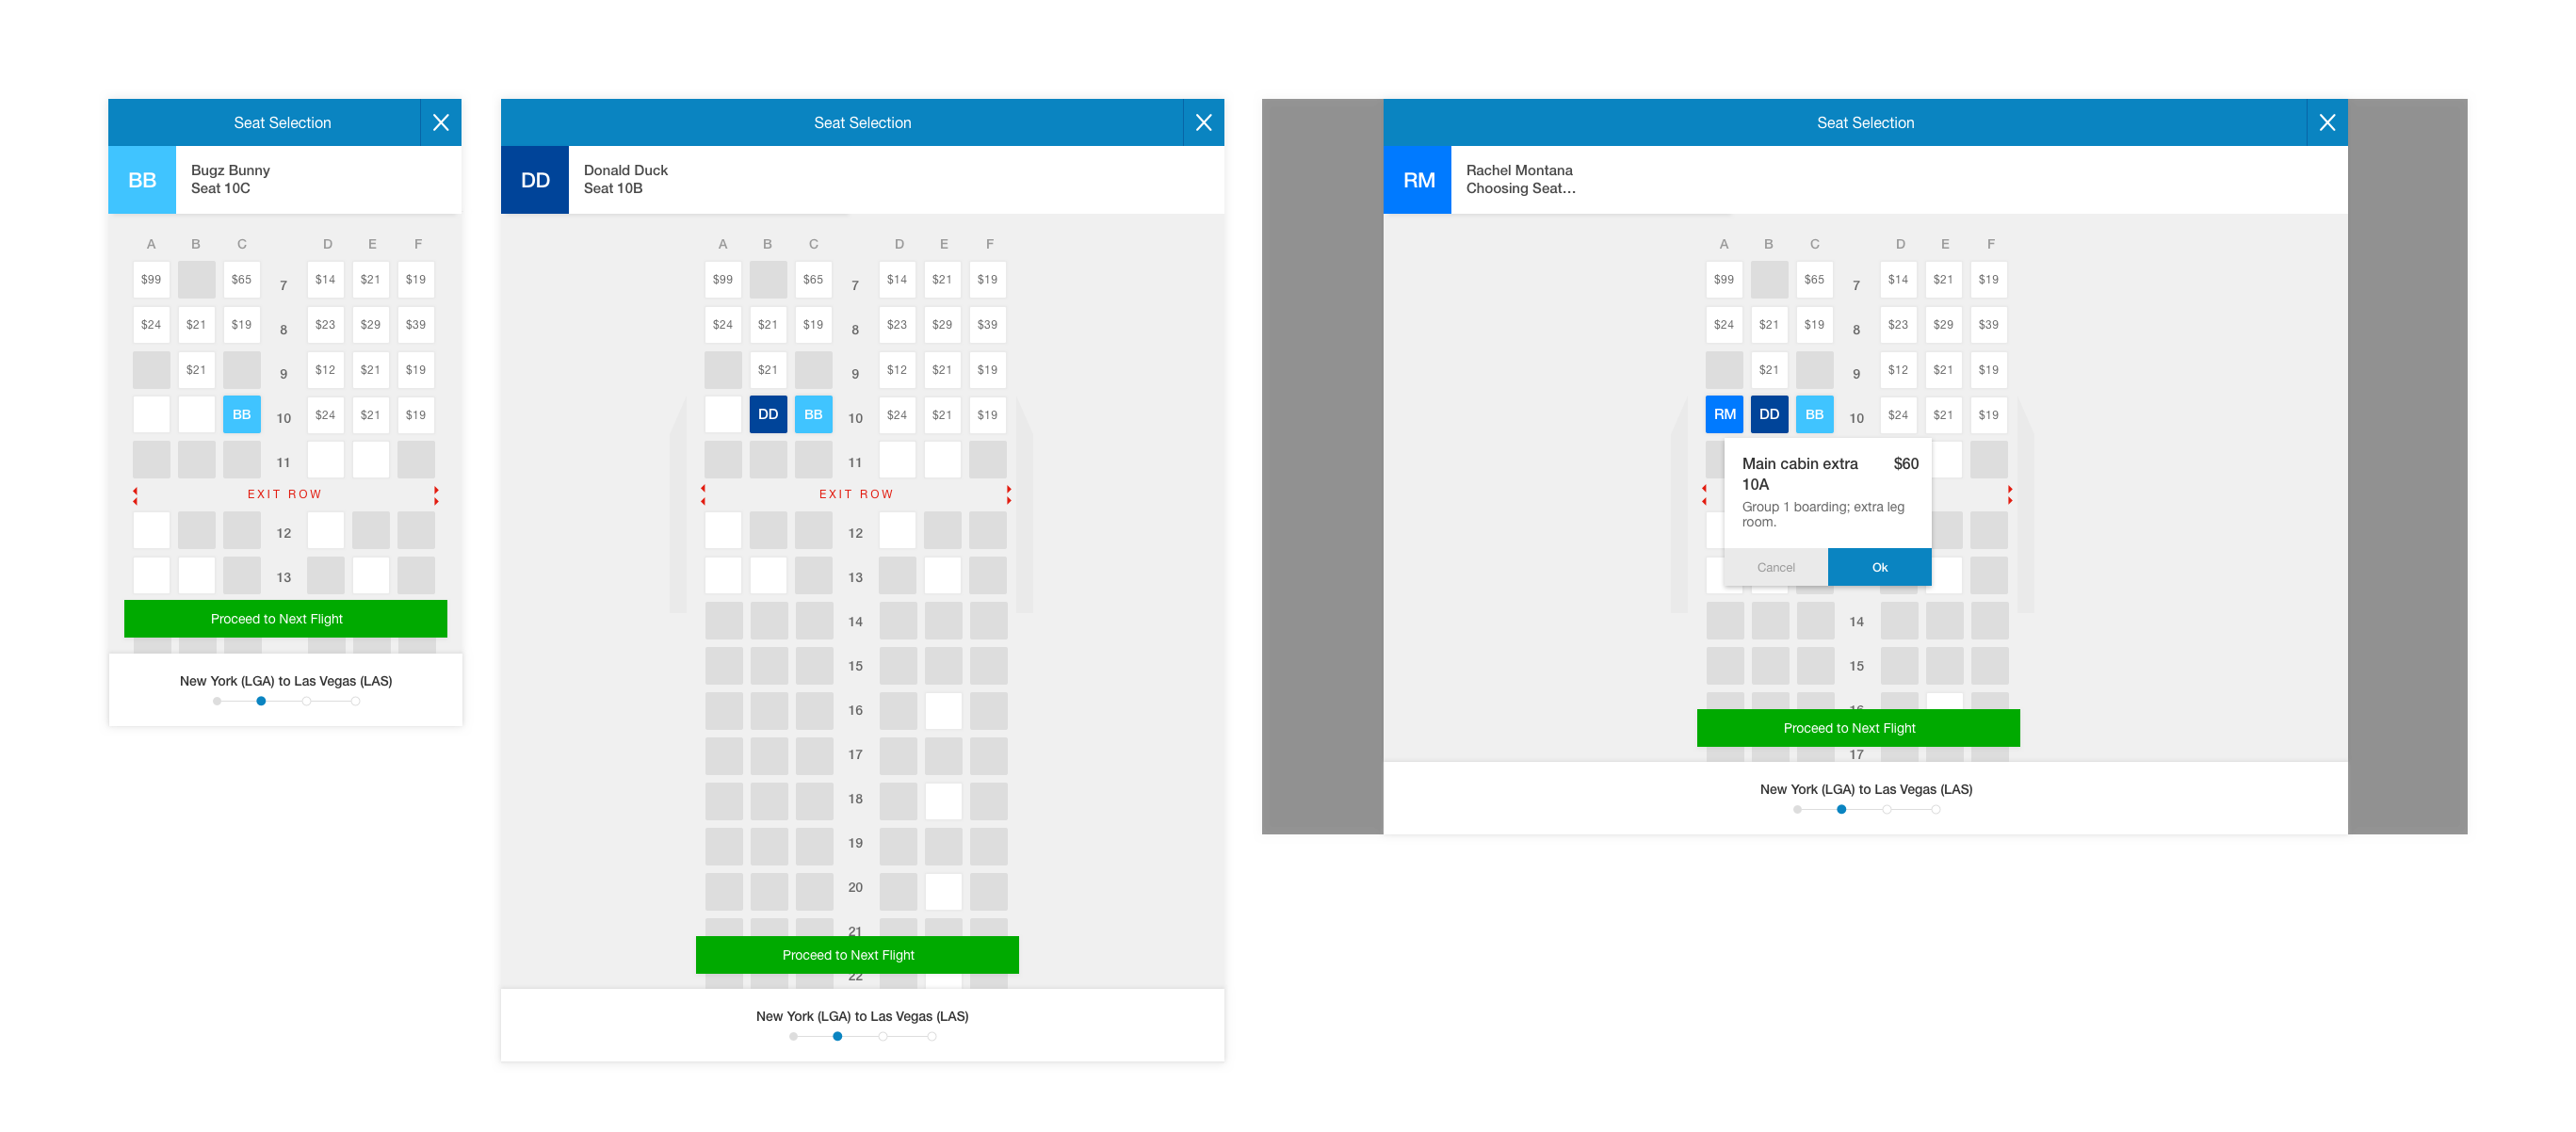 Seat Selection
BB
Bugz Bunny
Seat 10C
A B C D E F
$99 $65 7 $14 $21 $19
$24 $21 $19 8 $23 $29 $39
$21 9 $12 $21 $19
BB 10 $24 $21 $19
11
EXIT ROW
12
13
Proceed to Next Flight
New York (LGA) to Las Vegas (LAS)
Seat Selection
DD
Donald Duck
Seat 10B
A B C D E F
$99 $65 7 $14 $21 $19
$24 $21 $19 8 $23 $29 $39
$21 9 $12 $21 $19
DD BB 10 $24 $21 $19
11
EXIT ROW
12
13
14
15
16
17
18
19
20
21
Proceed to Next Flight
22
New York (LGA) to Las Vegas (LAS)
Seat Selection
RM
Rachel Montana
Choosing Seat...
A B C D E F
$99 $65 7 $14 $21 $19
$24 $21 $19 8 $23 $29 $39
$21 9 $12 $21 $19
RM DD BB 10 $24 $21 $19
Main cabin extra $60
10A
Group 1 boarding; extra leg
room.
Cancel Ok
14
15
16
Proceed to Next Flight
17
New York (LGA) to Las Vegas (LAS)